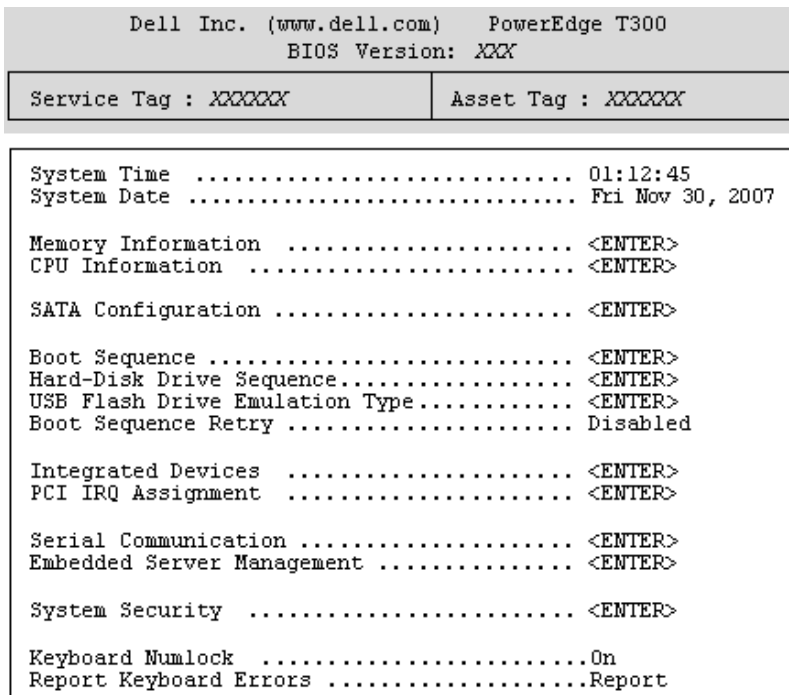 Dell Inc. (www.dell.com) PowerEdge T300
BIOS Version: XXX
Service Tag : XXXXXX Asset Tag : XXXXXX
System Time ............................. 01:12:45
System Date .............................. Fri Nov 30, 2007
Memory Information ...................... <ENTER>
CPU Information ......................... <ENTER>
SATA Configuration ....................... <ENTER>
Boot Sequence ............................ <ENTER>
Hard-Disk Drive Sequence.................. <ENTER>
USB Flash Drive Emulation Type............ <ENTER>
Boot Sequence Retry ...................... Disabled
Integrated Devices ...................... <ENTER>
PCI IRQ Assignment ...................... <ENTER>
Serial Communication ..................... <ENTER>
Embedded Server Management ............... <ENTER>
System Security ......................... <ENTER>
Keyboard Numlock .........................On
Report Keyboard Errors ....................Report